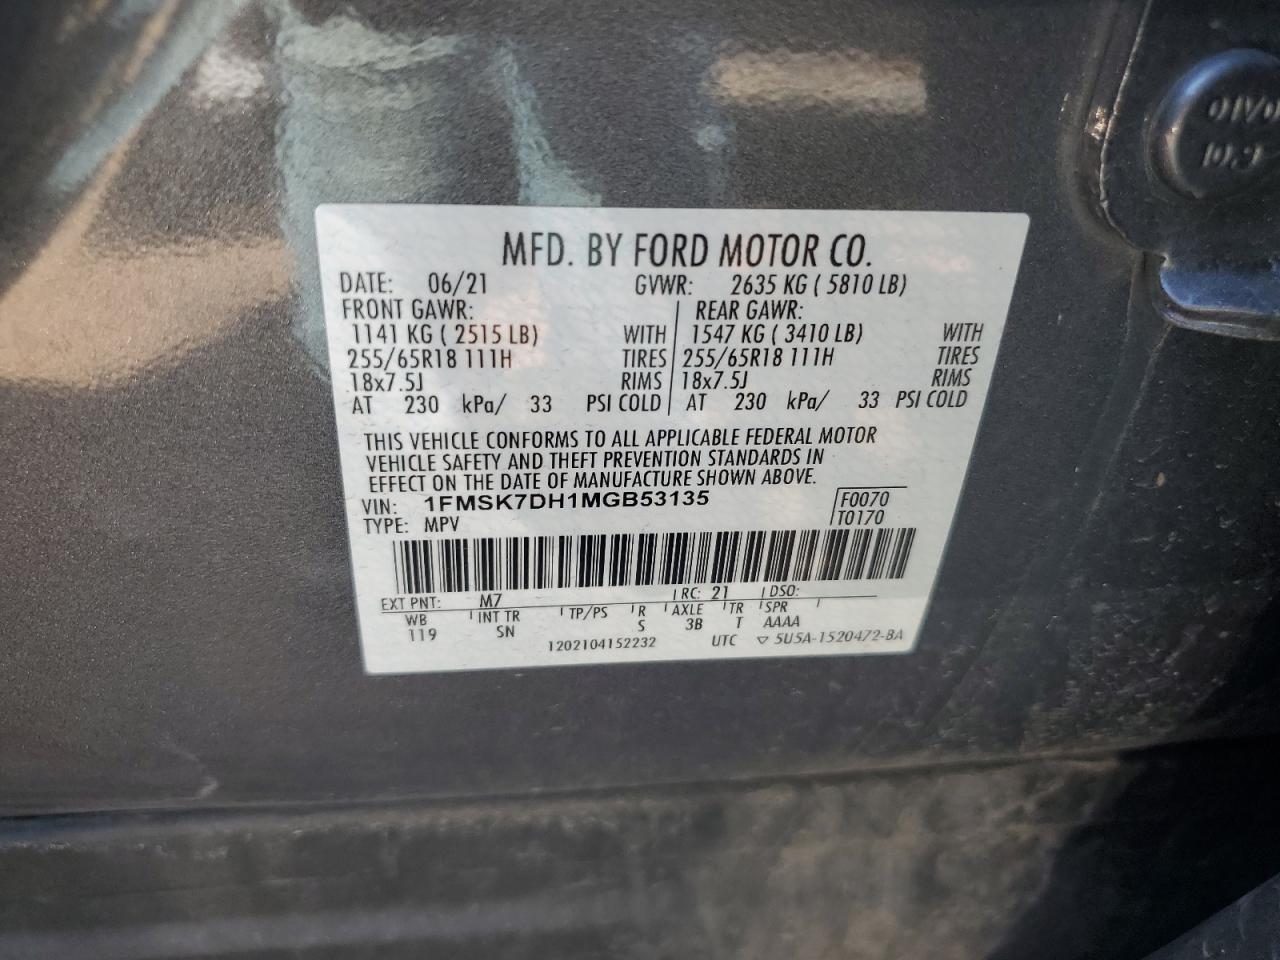 MFD. BY FORD MOTOR CO.
DATE: 06/21 GVWR: 2635 KG ( 5810 LB)
FRONT GAWR: REAR GAWR:
1141 KG ( 2515 LB) WITH 1547 KG ( 3410 LB) WITH
255/65R18 111H TIRES 255/65R18 111H TIRES
18x7.5J RIMS 18x7.5J RIMS
AT 230 kPa/ 33 PSI COLD AT 230 kPa/ 33 PSI COLD
THIS VEHICLE CONFORMS TO ALL APPLICABLE FEDERAL MOTOR
VEHICLE SAFETY AND THEFT PREVENTION STANDARDS IN
EFFECT ON THE DATE OF MANUFACTURE SHOWN ABOVE.
VIN: 1FMSK7DH1MGB53135 F0070
TYPE: MPV T0170
EXT PNT: M7 RC: 21 DSO:
WB INT TR TP/PS R AXLE TR SPR
119 SN S 3B T AAAA
1202104152232 UTC ▽ 5U5A-1520472-BA